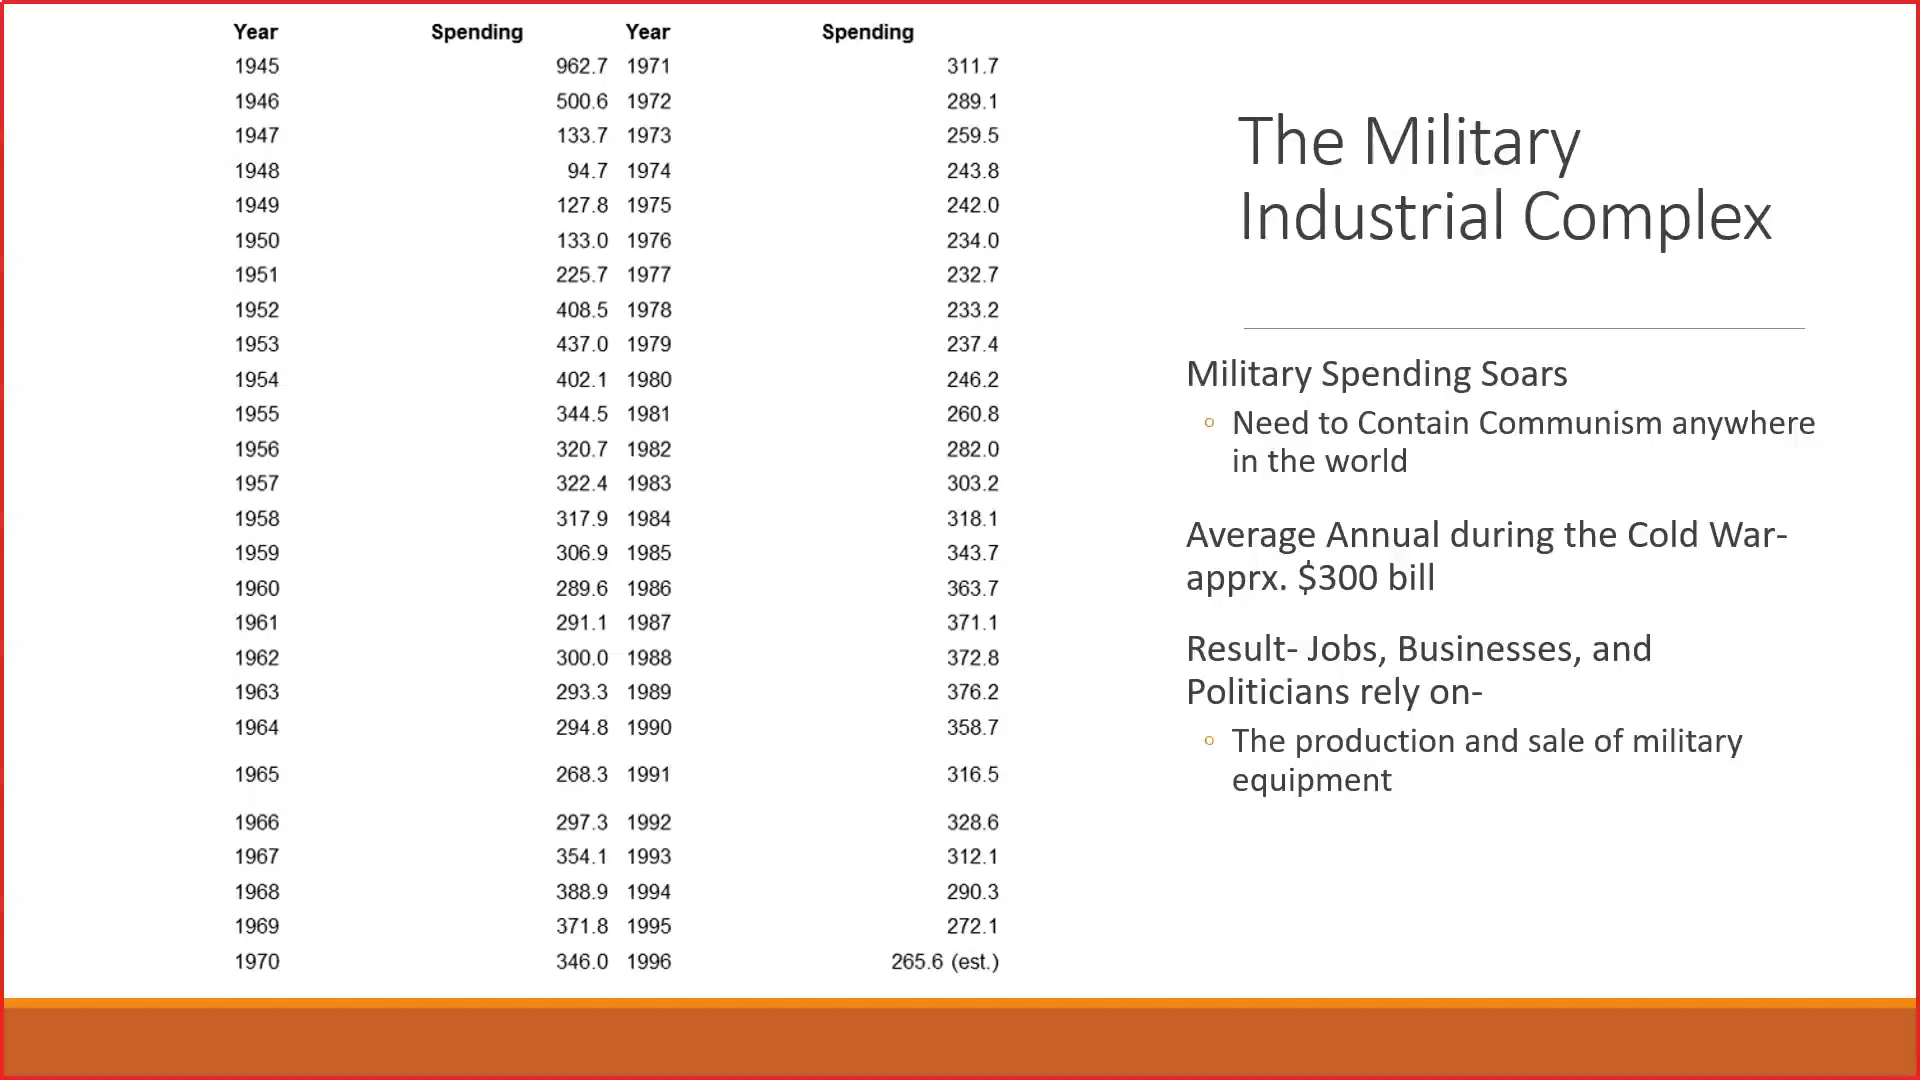 Year Spending Year Spending
1945 962.7 1971 311.7
1946 500.6 1972 289.1
1947 133.7 1973 259.5
1948 94.7 1974 243.8
1949 127.8 1975 242.0
1950 133.0 1976 234.0
1951 225.7 1977 232.7
1952 408.5 1978 233.2
1953 437.0 1979 237.4
1954 402.1 1980 246.2
1955 344.5 1981 260.8
1956 320.7 1982 282.0
1957 322.4 1983 303.2
1958 317.9 1984 318.1
1959 306.9 1985 343.7
1960 289.6 1986 363.7
1961 291.1 1987 371.1
1962 300.0 1988 372.8
1963 293.3 1989 376.2
1964 294.8 1990 358.7
1965 268.3 1991 316.5
1966 297.3 1992 328.6
1967 354.1 1993 312.1
1968 388.9 1994 290.3
1969 371.8 1995 272.1
1970 346.0 1996 265.6 (est.)
The Military
Industrial Complex
Military Spending Soars
◦ Need to Contain Communism anywhere
in the world
Average Annual during the Cold War-
apprx. $300 bill
Result- Jobs, Businesses, and
Politicians rely on-
◦ The production and sale of military
equipment